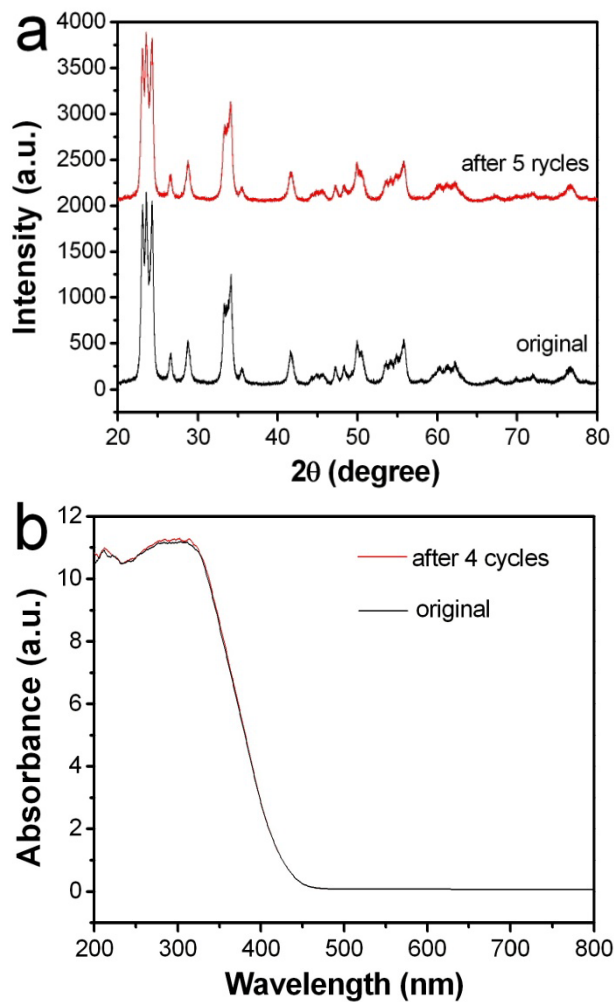 a
4000
3500
3000
2500
2000
1500
1000
500
0
Intensity (a.u.)
after 5 rycles
original
20 30 40 50 60 70 80
2θ (degree)
b
12
10
8
6
4
2
0
Absorbance (a.u.)
after 4 cycles
original
200 300 400 500 600 700 800
Wavelength (nm)